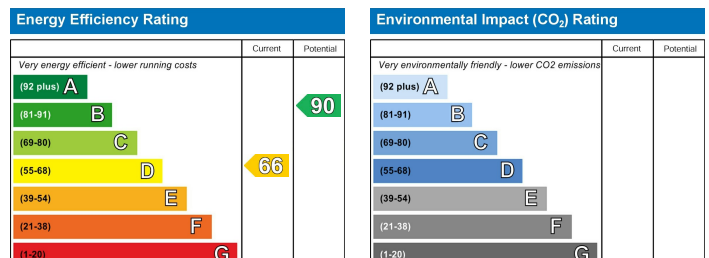 Energy Efficiency Rating
Current Potential
Very energy efficient - lower running costs
(92 plus) A
(81-91) B
90
(69-80) C
(55-68) D
66
(39-54) E
(21-38) F
(1-20) G
Environmental Impact (CO₂) Rating
Current Potential
Very environmentally friendly - lower CO2 emissions
(92 plus) A
(81-91) B
(69-80) C
(55-68) D
(39-54) E
(21-38) F
(1-20) G